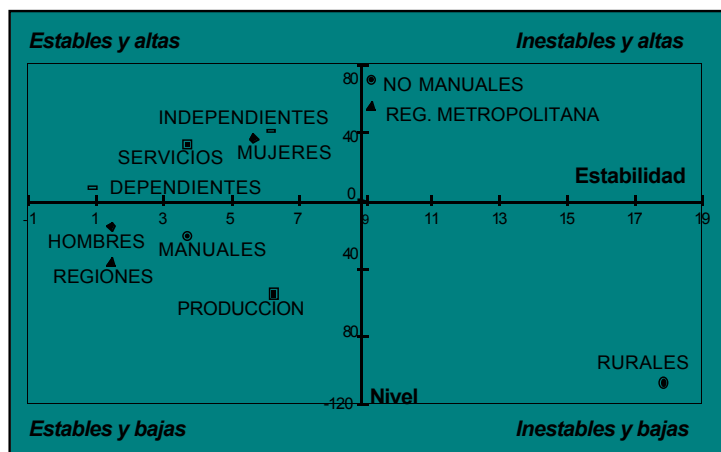 Estables y altas
Inestables y altas
80
NO MANUALES
REG. METROPOLITANA
INDEPENDIENTES
40
SERVICIOS
MUJERES
Estabilidad
DEPENDIENTES
0
-1 1 3 5 7 9 11 13 15 17 19
HOMBRES
MANUALES
REGIONES
40
PRODUCCION
80
RURALES
Nivel
-120
Estables y bajas
Inestables y bajas